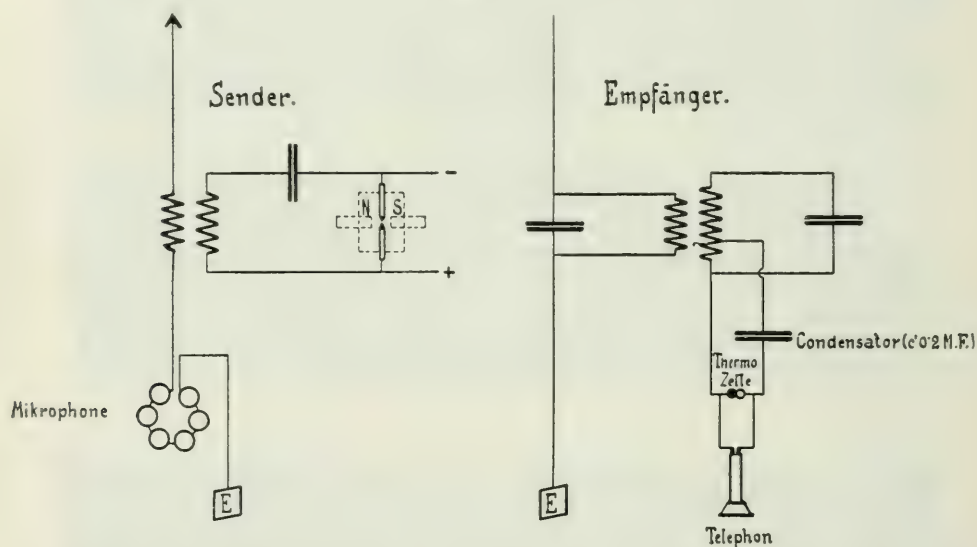 Sender.
Empfänger.
N S
-
+
Condensator (c'0·2 M.F.)
Thermo
Zelle
Mikrophone
E
E
Telephon